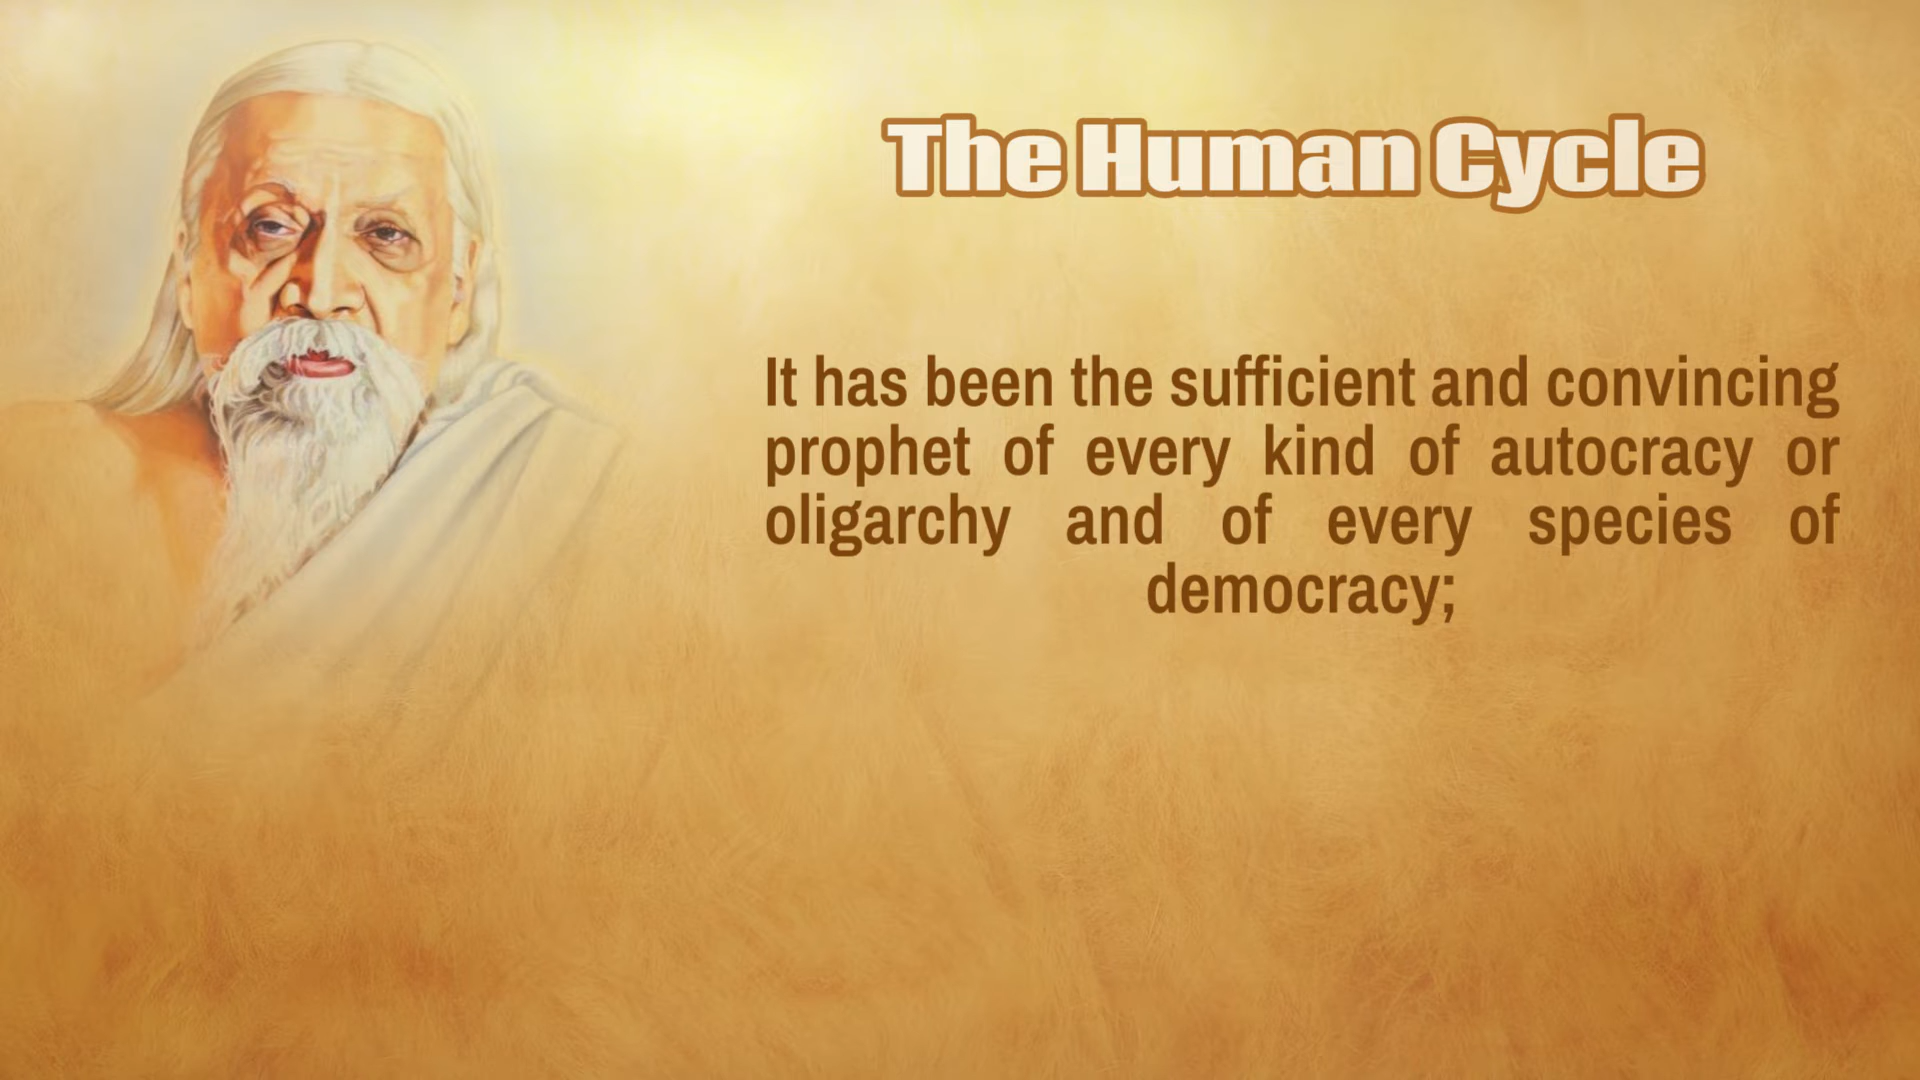 The Human Cycle
It has been the sufficient and convincing
prophet of every kind of autocracy or
oligarchy and of every species of
democracy;